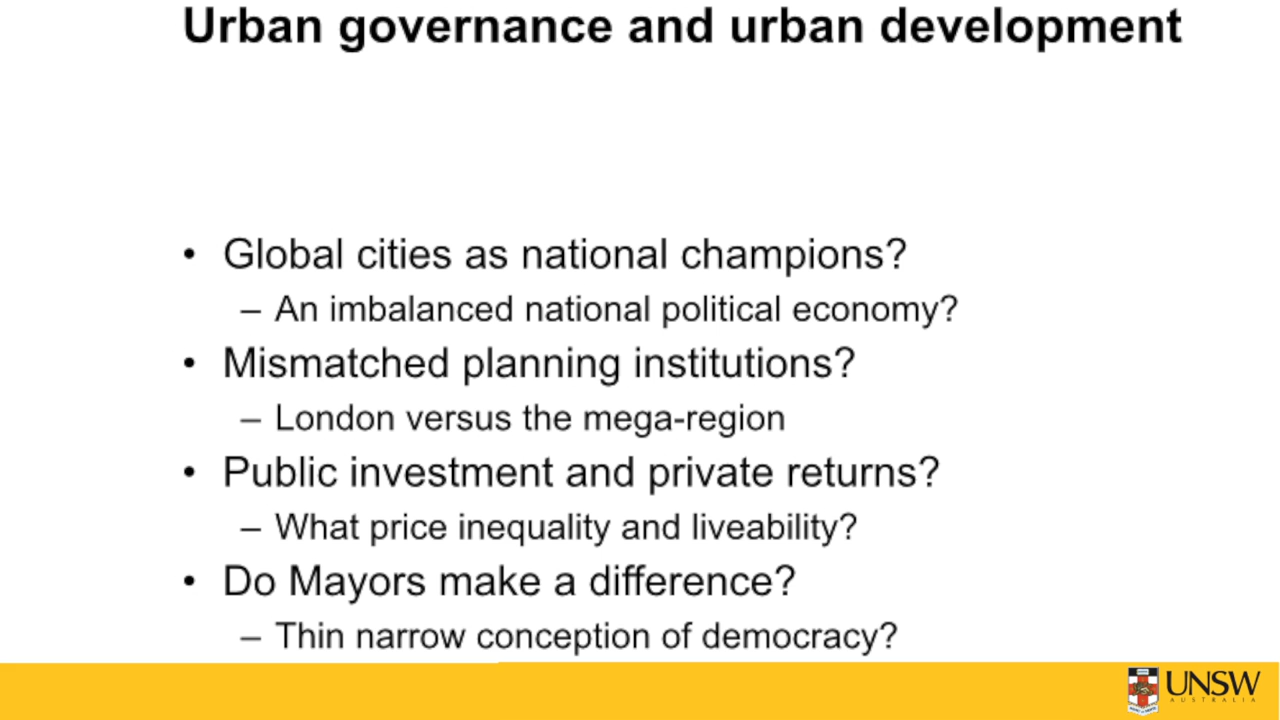 Urban governance and urban development
• Global cities as national champions?
– An imbalanced national political economy?
• Mismatched planning institutions?
– London versus the mega-region
• Public investment and private returns?
– What price inequality and liveability?
• Do Mayors make a difference?
– Thin narrow conception of democracy?
UNSW
AUSTRALIA